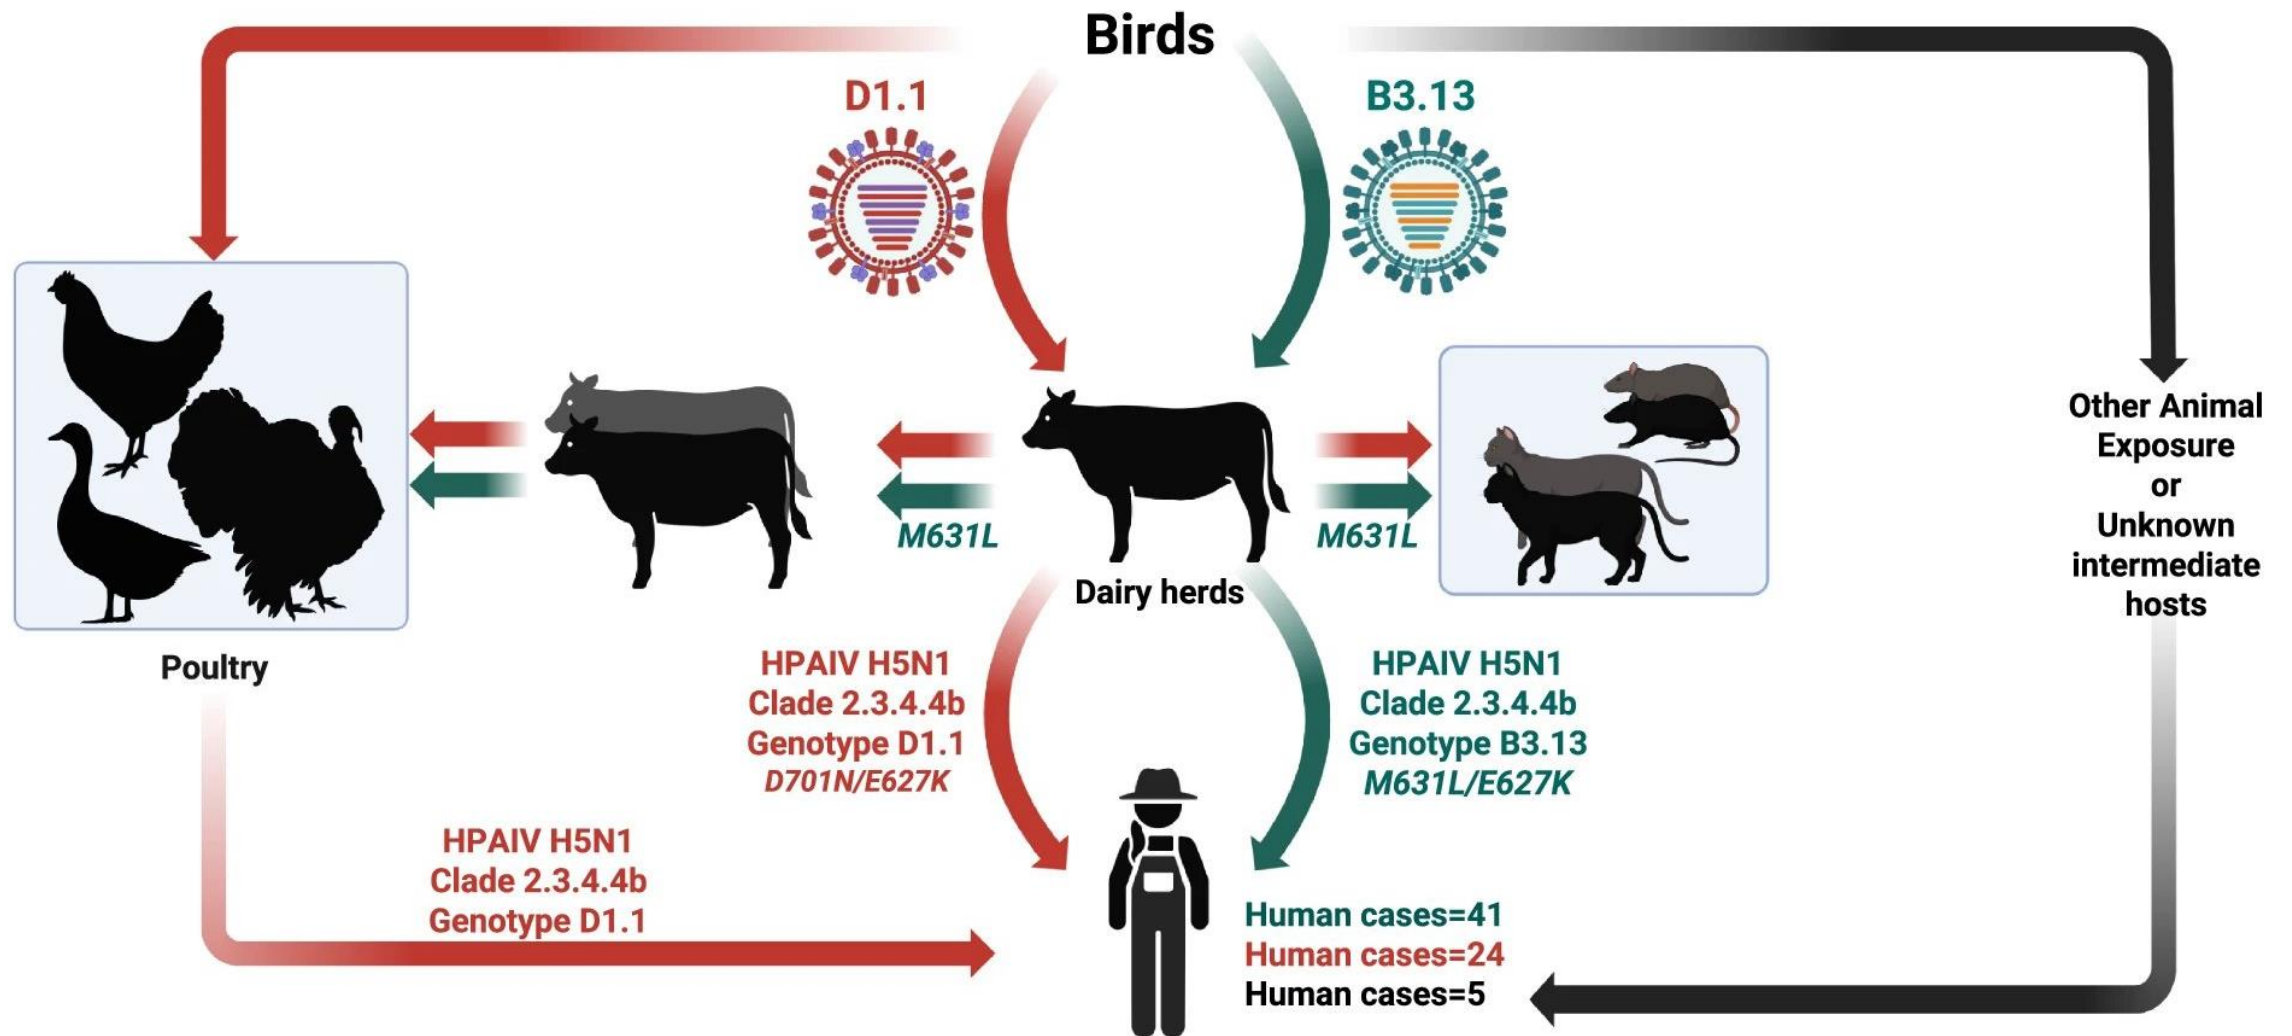 Birds
D1.1
B3.13
M631L
M631L
Dairy herds
Other Animal
Exposure
or
Unknown
intermediate
hosts
Poultry
HPAIV H5N1
Clade 2.3.4.4b
Genotype D1.1
D701N/E627K
HPAIV H5N1
Clade 2.3.4.4b
Genotype B3.13
M631L/E627K
HPAIV H5N1
Clade 2.3.4.4b
Genotype D1.1
Human cases=41
Human cases=24
Human cases=5